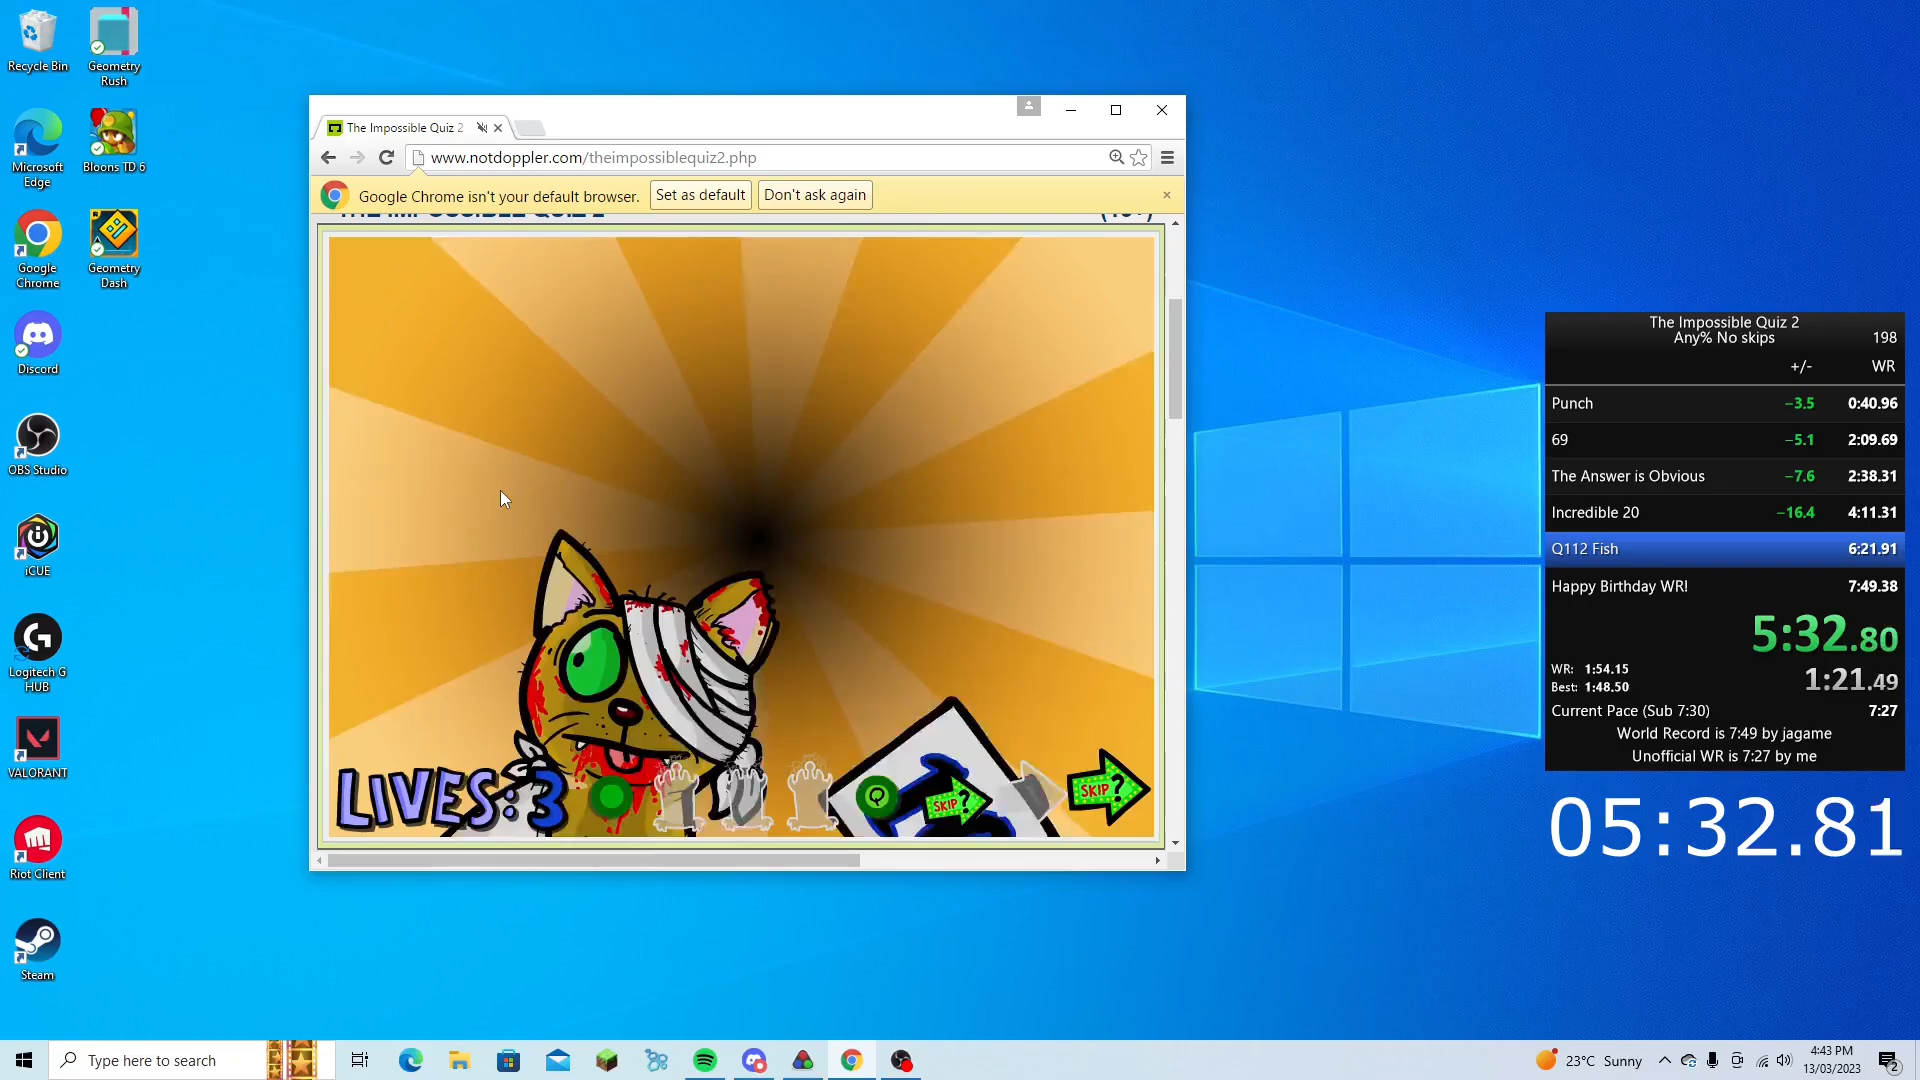 Recycle Bin
Geometry
Rush
Microsoft
Edge
Bloons TD 6
Google
Chrome
Geometry
Dash
Discord
OBS Studio
iCUE
Logitech G
HUB
VALORANT
Riot Client
Steam
The Impossible Quiz 2
www.notdoppler.com/theimpossiblequiz2.php
Google Chrome isn't your default browser.
Set as default
Don't ask again
THE IMPOSSIBLE QUIZ 2
LIVES: 3
SKIP?
SKIP?
The Impossible Quiz 2
Any% No skips
198
+/- WR
Punch −3.5 0:40.96
69 −5.1 2:09.69
The Answer is Obvious −7.6 2:38.31
Incredible 20 −16.4 4:11.31
Q112 Fish 6:21.91
Happy Birthday WR! 7:49.38
5:32.80
WR: 1:54.15
Best: 1:48.50
1:21.49
Current Pace (Sub 7:30) 7:27
World Record is 7:49 by jagame
Unofficial WR is 7:27 by me
05:32.81
Type here to search
23°C Sunny
4:43 PM
13/03/2023
2